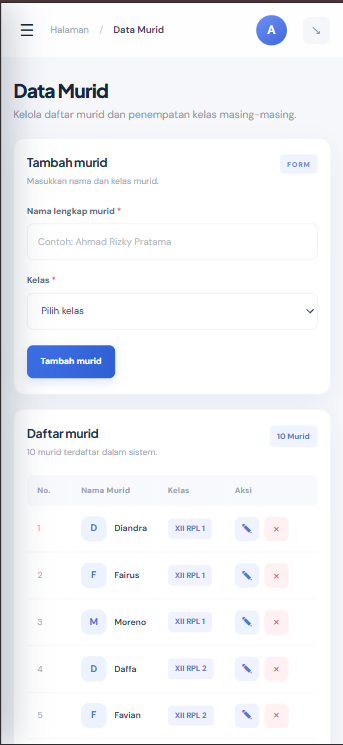 Halaman / Data Murid
A
Data Murid
Kelola daftar murid dan penempatan kelas masing-masing.
Tambah murid
FORM
Masukkan nama dan kelas murid.
Nama lengkap murid *
Contoh: Ahmad Rizky Pratama
Kelas *
Pilih kelas
Tambah murid
Daftar murid
10 Murid
10 murid terdaftar dalam sistem.
No. Nama Murid Kelas Aksi
1 D Diandra XII RPL 1
2 F Fairus XII RPL 1
3 M Moreno XII RPL 1
4 D Daffa XII RPL 2
5 F Favian XII RPL 2